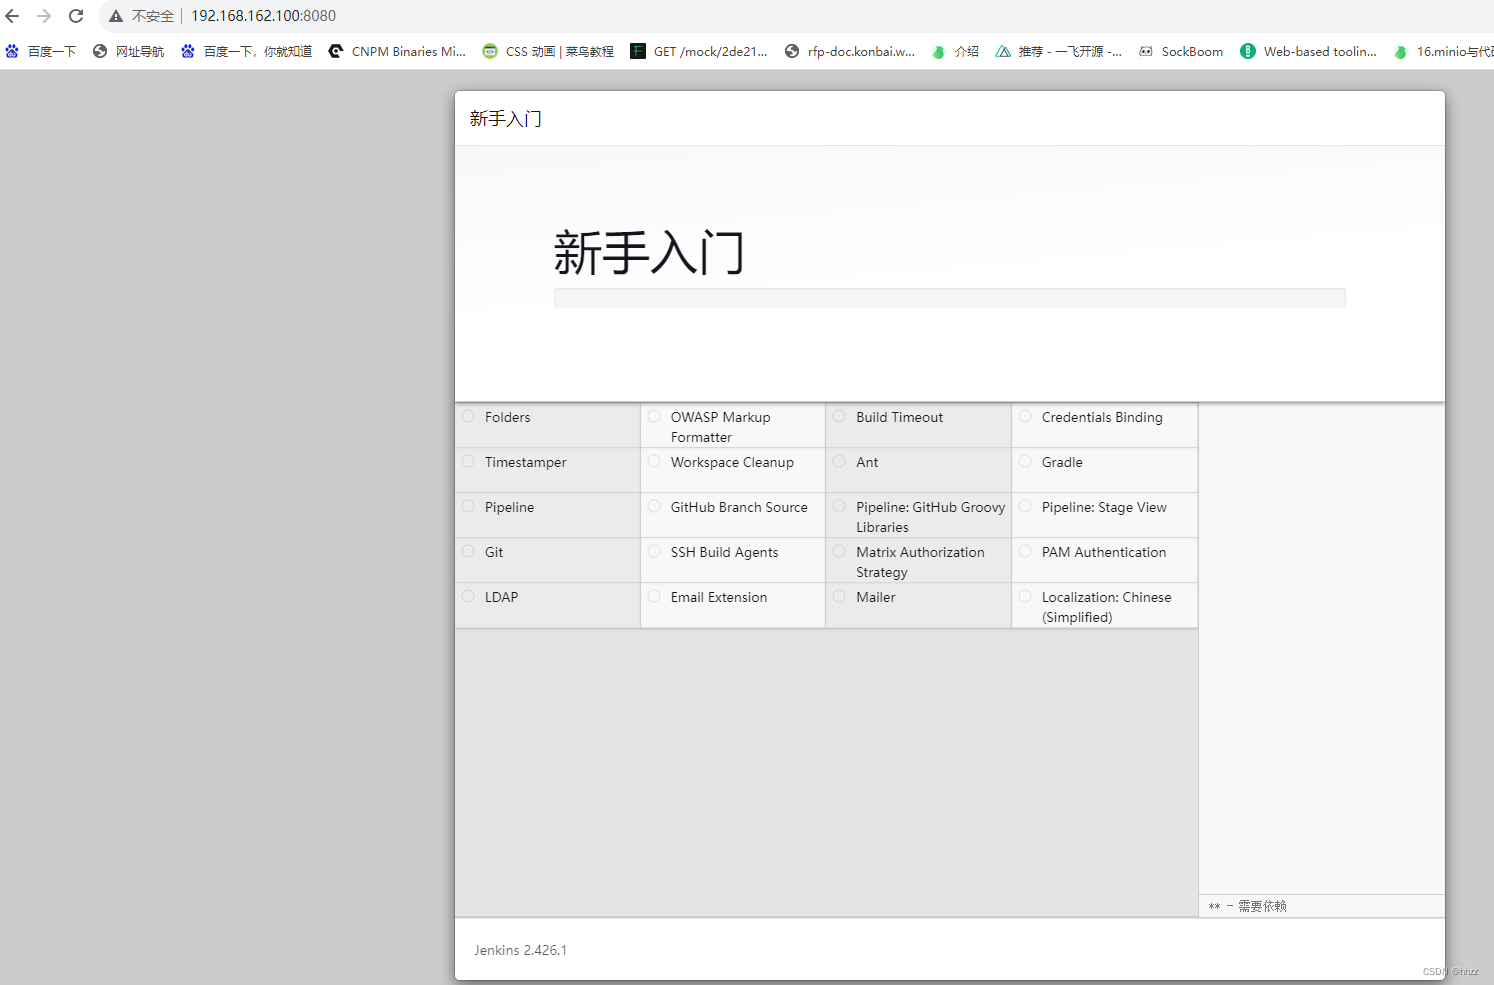 不安全 192.168.162.100:8080
百度一下 网址导航 百度一下，你就知道 CNPM Binaries Mi... CSS 动画 | 菜鸟教程 GET /mock/2de21... rfp-doc.konbai.w... 介绍 推荐 - 一飞开源 -... SockBoom Web-based toolin... 16.minio与代
新手入门
新手入门
Folders OWASP Markup Formatter Build Timeout Credentials Binding
Timestamper Workspace Cleanup Ant Gradle
Pipeline GitHub Branch Source Pipeline: GitHub Groovy Libraries Pipeline: Stage View
Git SSH Build Agents Matrix Authorization Strategy PAM Authentication
LDAP Email Extension Mailer Localization: Chinese (Simplified)
** - 需要依赖
Jenkins 2.426.1
CSDN @hhzz